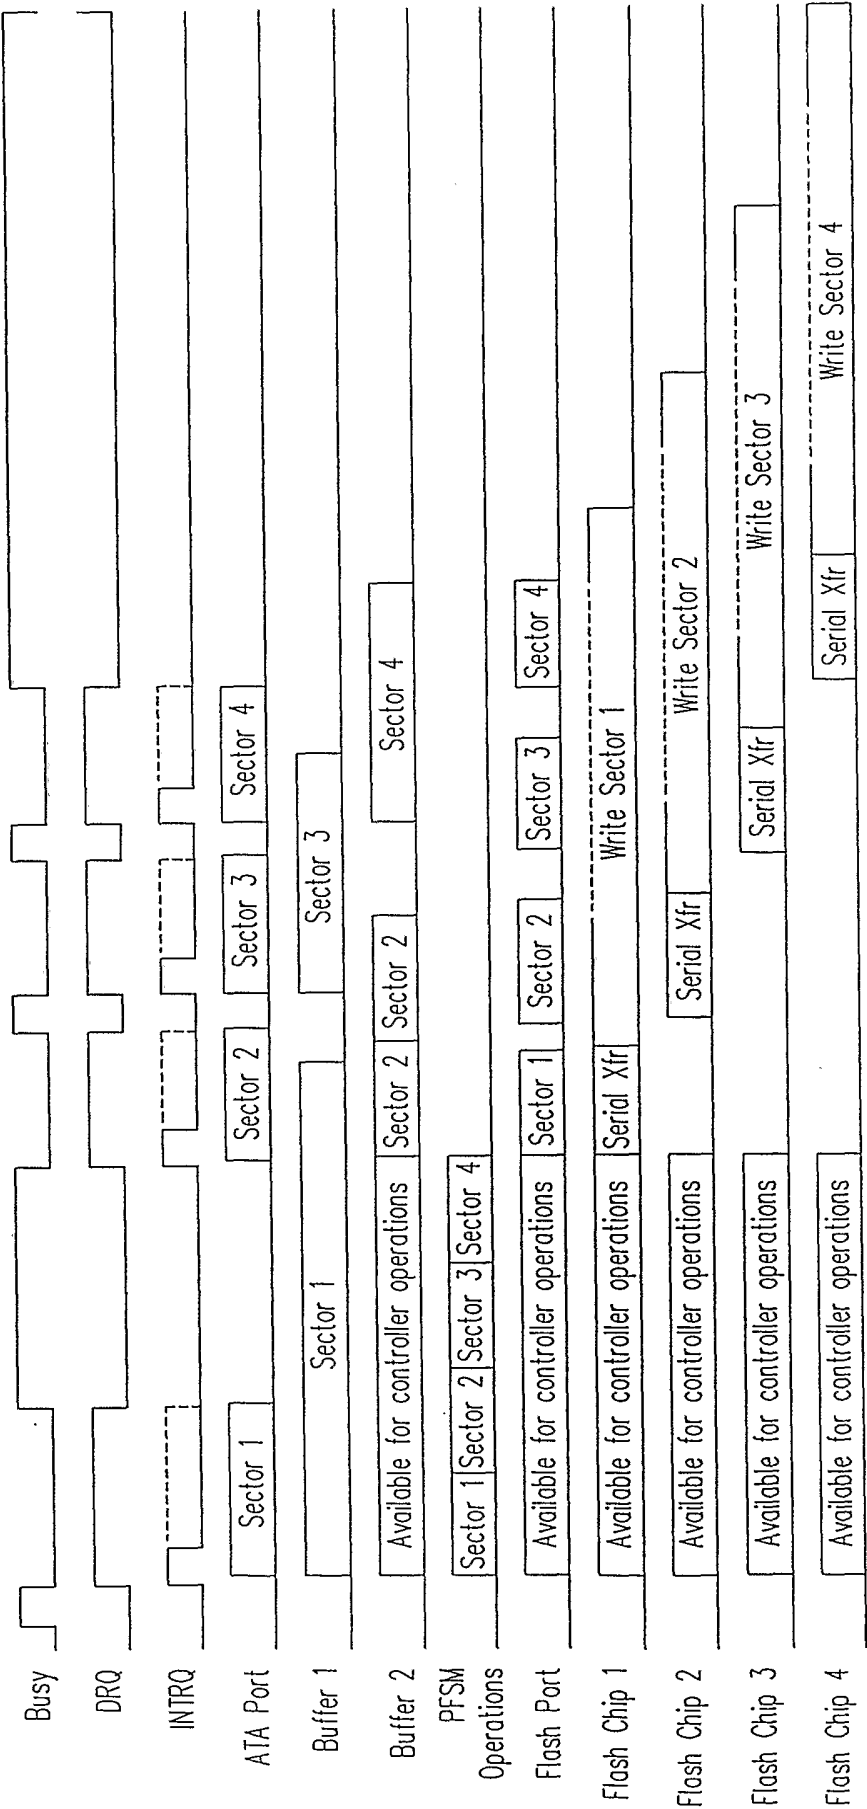 Busy
DRQ
INTRQ
ATA Port
Sector 1
Sector 2
Sector 3
Sector 4
Buffer 1
Sector 1
Sector 3
Buffer 2
Available for controller operations
Sector 2
Sector 2
Sector 4
PFSM
Operations
Sector 1
Sector 2
Sector 3
Sector 4
Flash Port
Available for controller operations
Sector 1
Sector 2
Sector 3
Sector 4
Flash Chip 1
Available for controller operations
Serial Xfr
Write Sector 1
Flash Chip 2
Available for controller operations
Serial Xfr
Write Sector 2
Flash Chip 3
Available for controller operations
Serial Xfr
Write Sector 3
Flash Chip 4
Available for controller operations
Serial Xfr
Write Sector 4